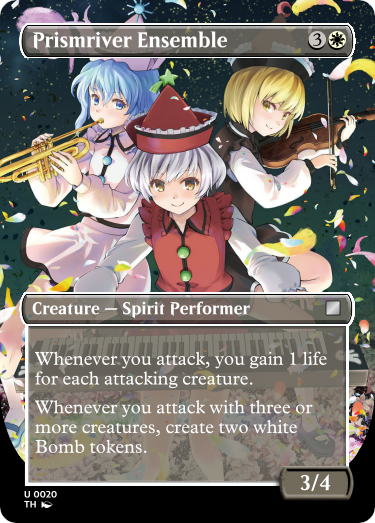 Prismriver Ensemble 3
Creature — Spirit Performer
Whenever you attack, you gain 1 life
for each attacking creature.
Whenever you attack with three or
more creatures, create two white
Bomb tokens.
3/4
U 0020
TH